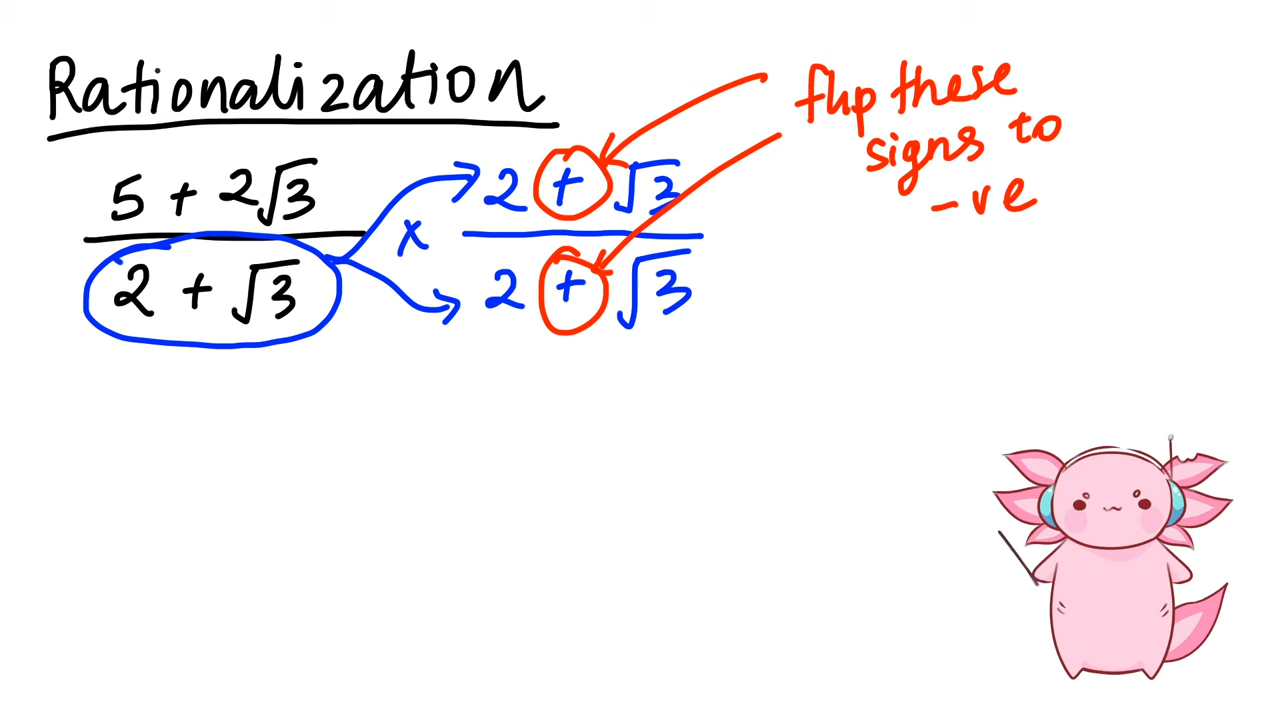 Rationalization
5 + 2√3
2 + √3
×
2 + √3
2 + √3
flip these
signs to
-ve